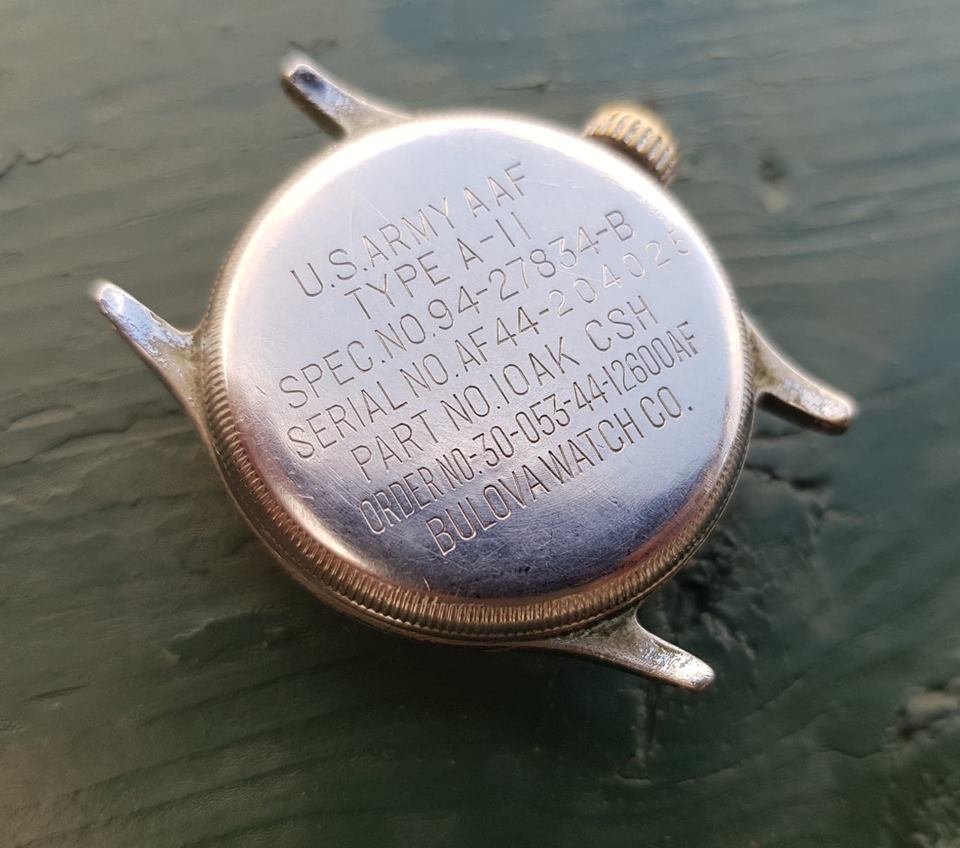 U.S. ARMY A.A.F
TYPE A-11
SPEC. NO. 94-27834-B
SERIAL NO. AF44-204025
PART NO. 10AK CSH
ORDER NO:30-053-44-12600AF
BULOVA WATCH CO.